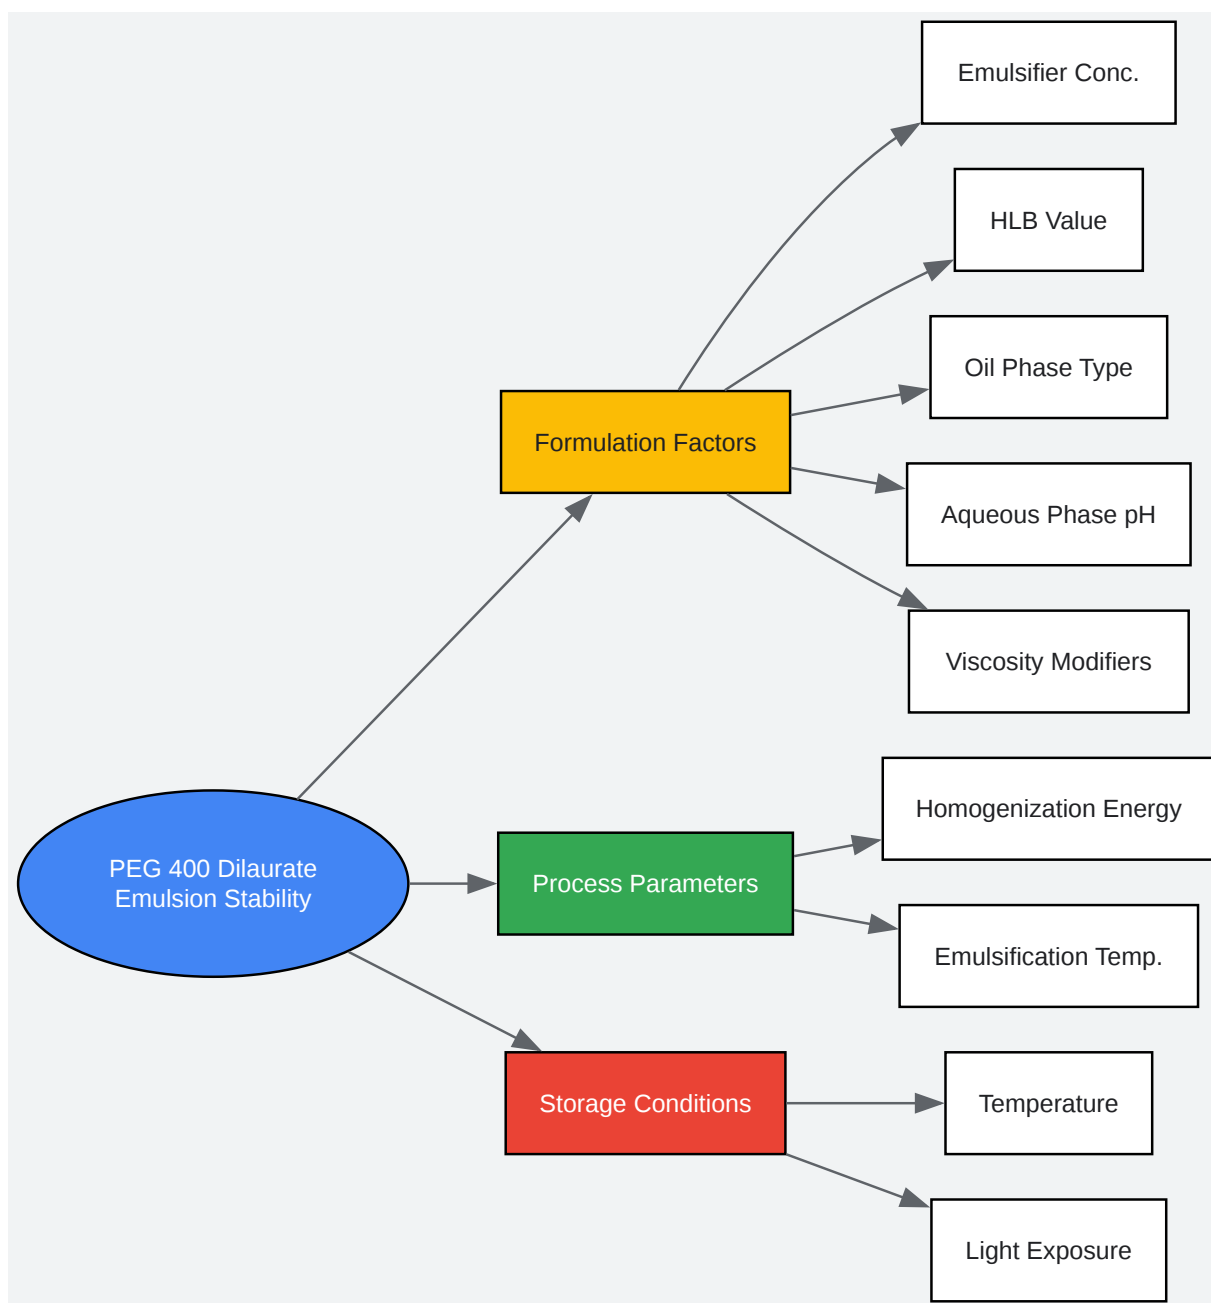 PEG 400 Dilaurate
Emulsion Stability
Formulation Factors
Emulsifier Conc.
HLB Value
Oil Phase Type
Aqueous Phase pH
Viscosity Modifiers
Process Parameters
Homogenization Energy
Emulsification Temp.
Storage Conditions
Temperature
Light Exposure